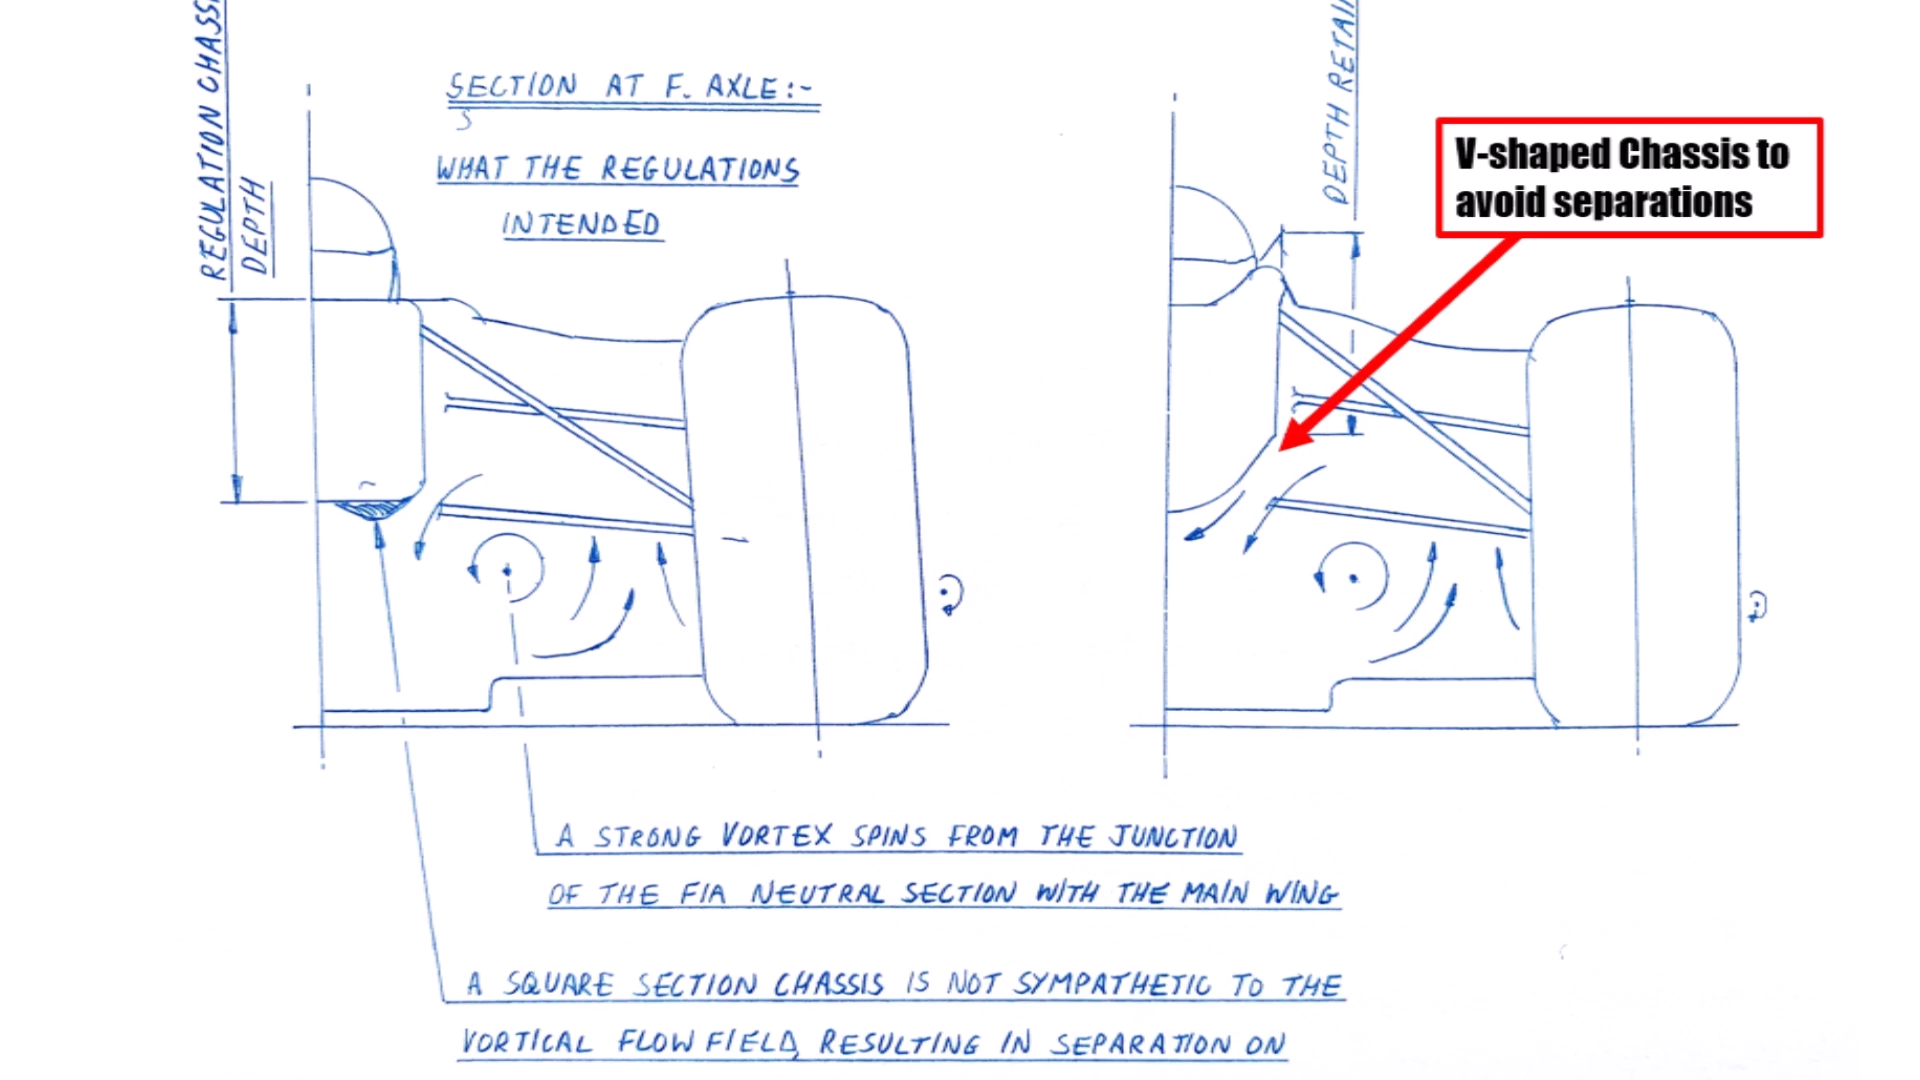 REGULATION CHASS
DEPTH
SECTION AT F. AXLE:-
WHAT THE REGULATIONS
INTENDED
DEPTH RETAI
V-shaped Chassis to
avoid separations
A STRONG VORTEX SPINS FROM THE JUNCTION
OF THE FIA NEUTRAL SECTION WITH THE MAIN WING
A SQUARE SECTION CHASSIS IS NOT SYMPATHETIC TO THE
VORTICAL FLOW FIELD, RESULTING IN SEPARATION ON